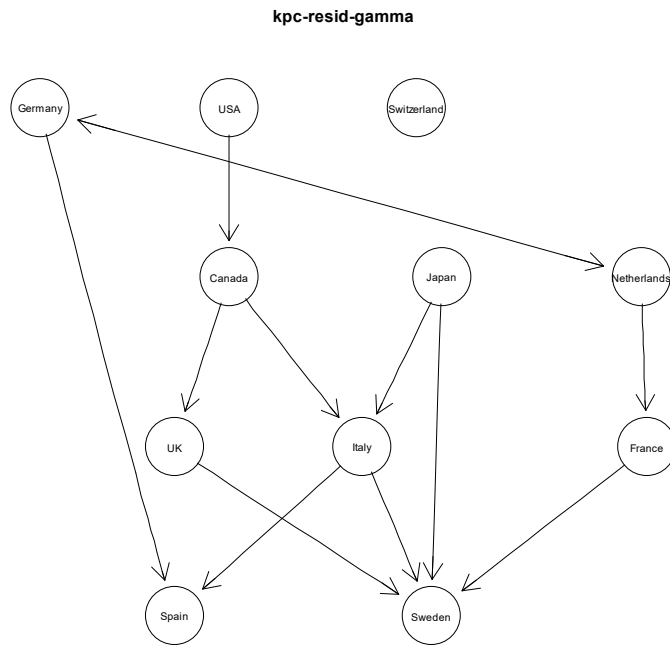 kpc-resid-gamma
Germany
USA
Switzerland
Canada
Japan
Netherlands
UK
Italy
France
Spain
Sweden